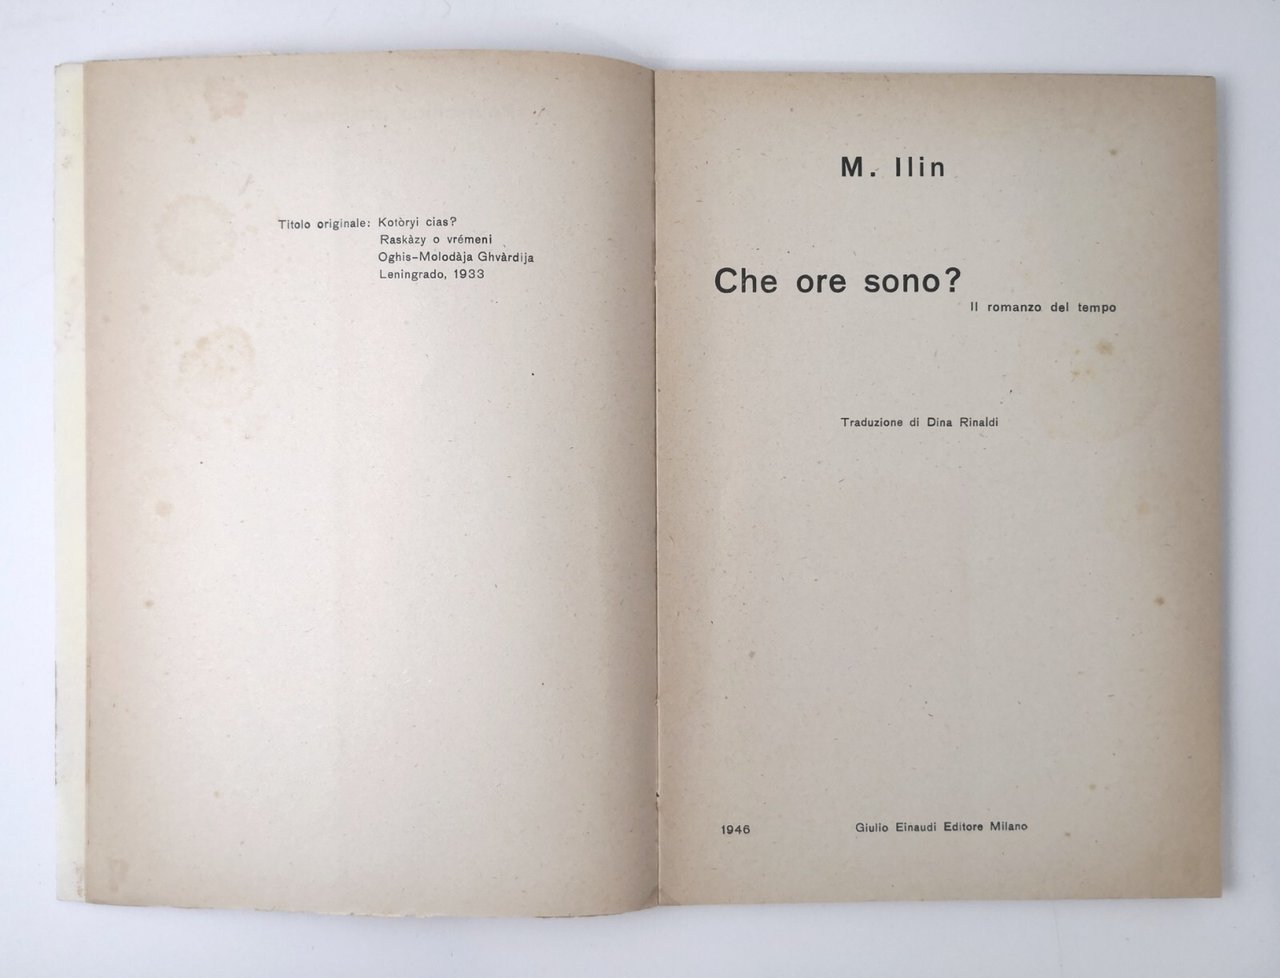 Titolo originale: Kotòryi cias?
Raskàzy o vrémeni
Oghis-Molodàja Ghvàrdija
Leningrado, 1933
M. Ilin
Che ore sono?
Il romanzo del tempo
Traduzione di Dina Rinaldi
1946 Giulio Einaudi Editore Milano